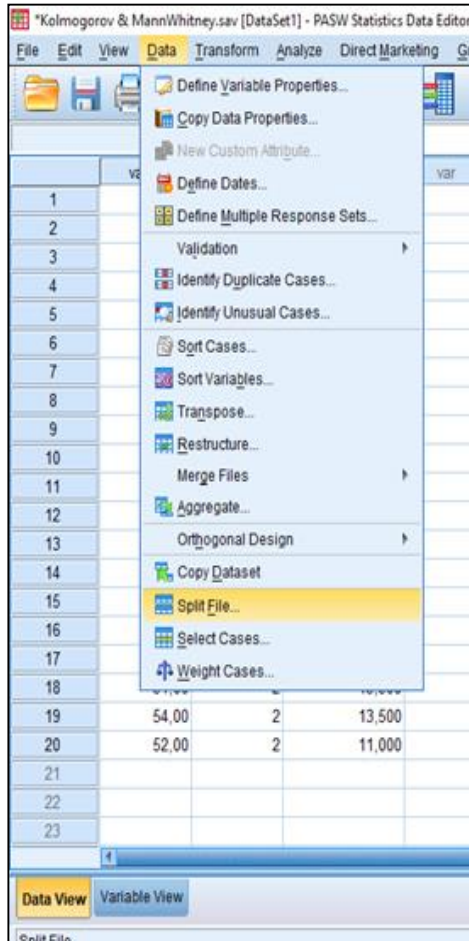 *Kolmogorov & MannWhitney.sav [DataSet1] - PASW Statistics Data Editor
File Edit View Data Transform Analyze Direct Marketing
Define Variable Properties...
Copy Data Properties...
New Custom Attribute...
var
Define Dates...
1
Define Multiple Response Sets...
2
Validation
3
Identify Duplicate Cases...
4
Identify Unusual Cases...
5
6
Sort Cases...
7
Sort Variables...
8
Transpose...
9
Restructure...
10
Merge Files
11
Aggregate...
12
13
Orthogonal Design
14
Copy Dataset
15
Split File...
16
Select Cases...
17
Weight Cases...
18
19 54,00 2 13,500
20 52,00 2 11,000
21
22
23
Data View Variable View
Split File